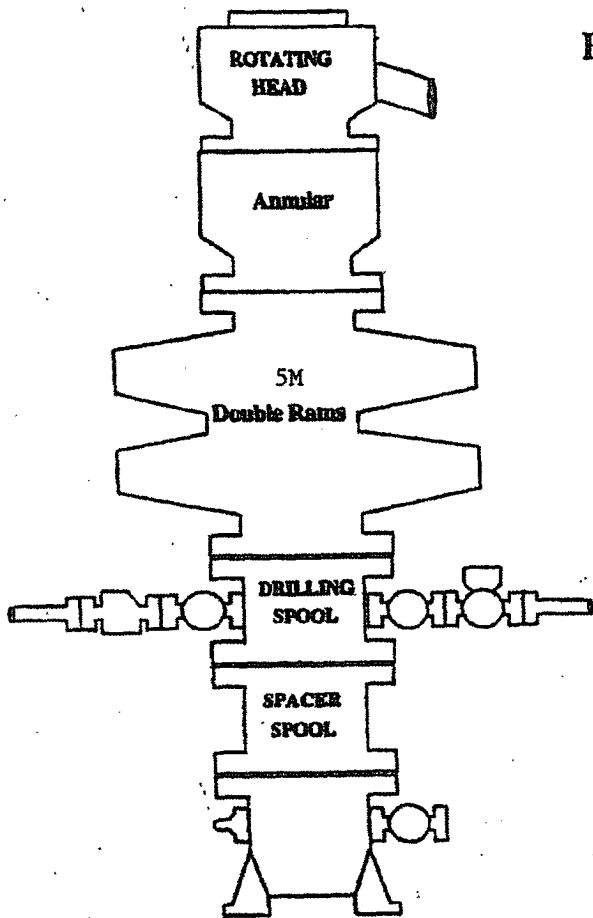 ROTATING
HEAD
Annular
5M
Double Rams
DRILLING
SPOOL
SPACER
SPOOL